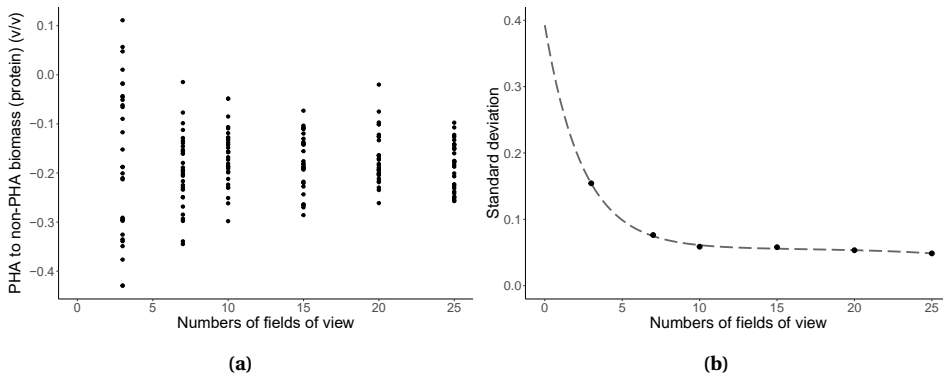 PHA to non-PHA biomass (protein) (v/v)
0.1
0.0
−0.1
−0.2
−0.3
−0.4
0 5 10 15 20 25
Numbers of fields of view
(a)
Standard deviation
0.4
0.3
0.2
0.1
0.0
0 5 10 15 20 25
Numbers of fields of view
(b)